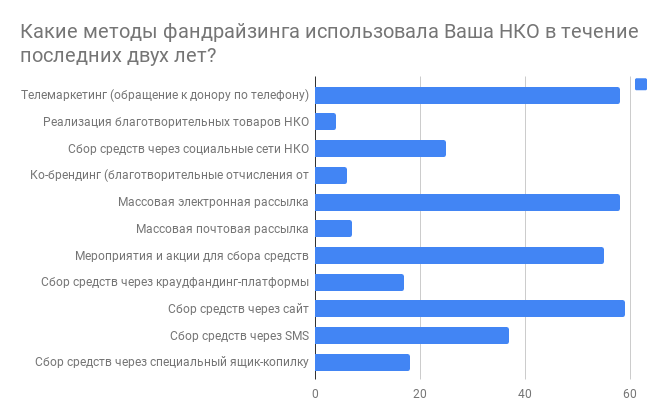 Какие методы фандрайзинга использовала Ваша НКО в течение
последних двух лет?
Телемаркетинг (обращение к донору по телефону)
Реализация благотворительных товаров НКО
Сбор средств через социальные сети НКО
Ко-брендинг (благотворительные отчисления от
Массовая электронная рассылка
Массовая почтовая рассылка
Мероприятия и акции для сбора средств
Сбор средств через краудфандинг-платформы
Сбор средств через сайт
Сбор средств через SMS
Сбор средств через специальный ящик-копилку
0 20 40 60